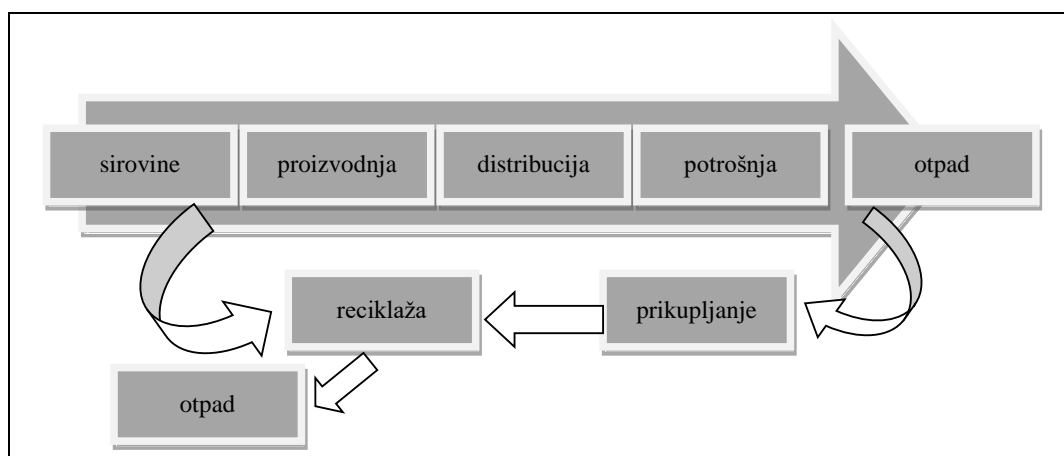 sirovine
proizvodnja
distribucija
potrošnja
otpad
reciklaža
prikupljanje
otpad